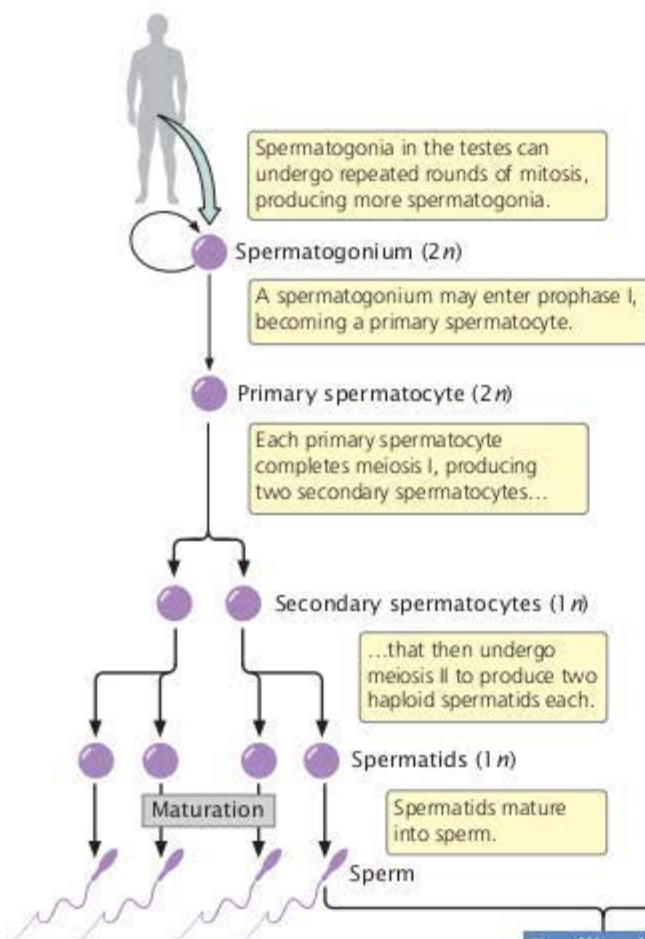 Spermatogonia in the testes can
undergo repeated rounds of mitosis,
producing more spermatogonia.
Spermatogonium (2n)
A spermatogonium may enter prophase I,
becoming a primary spermatocyte.
Primary spermatocyte (2n)
Each primary spermatocyte
completes meiosis I, producing
two secondary spermatocytes…
Secondary spermatocytes (1n)
…that then undergo
meiosis II to produce two
haploid spermatids each.
Spermatids (1n)
Maturation
Spermatids mature
into sperm.
Sperm